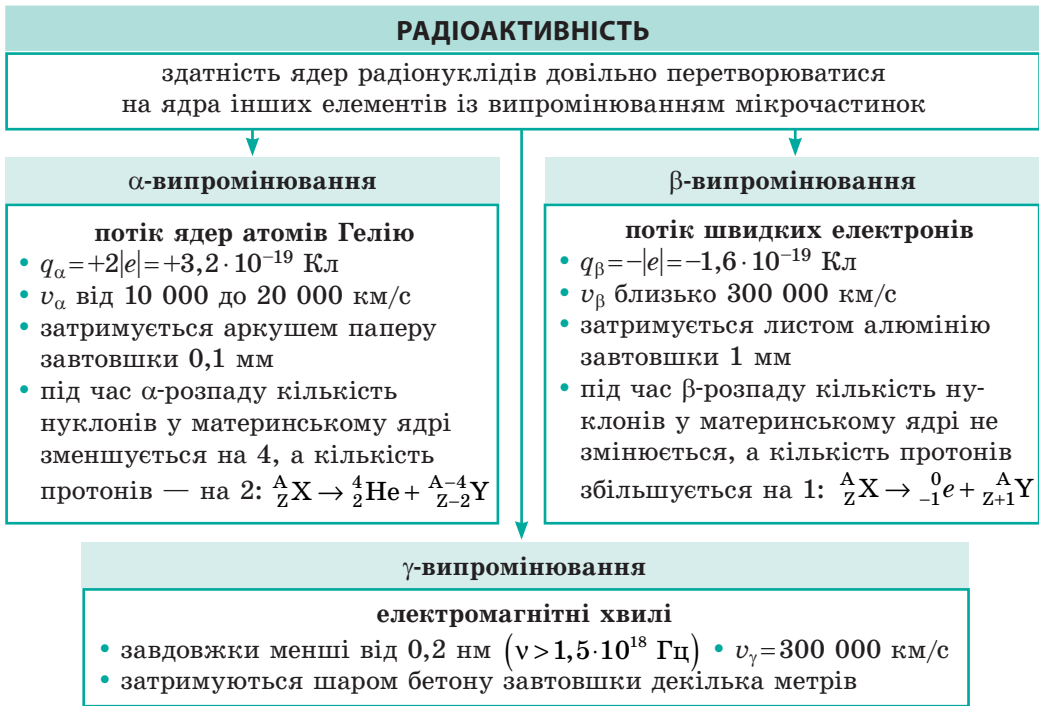 РАДІОАКТИВНІСТЬ
здатність ядер радіонуклідів довільно перетворюватися
на ядра інших елементів із випромінюванням мікрочастинок
α-випромінювання
потік ядер атомів Гелію
• qα=+2|e|=+3,2·10⁻¹⁹ Кл
• vα від 10 000 до 20 000 км/с
• затримується аркушем паперу
завтовшки 0,1 мм
• під час α-розпаду кількість
нуклонів у материнському ядрі
зменшується на 4, а кількість
протонів — на 2: ᴬ_Z X → ⁴₂He + ᴬ⁻⁴_Z₋₂ Y
β-випромінювання
потік швидких електронів
• qβ=−|e|=−1,6·10⁻¹⁹ Кл
• vβ близько 300 000 км/с
• затримується листом алюмінію
завтовшки 1 мм
• під час β-розпаду кількість ну-
клонів у материнському ядрі не
змінюється, а кількість протонів
збільшується на 1: ᴬ_Z X → ⁰₋₁e + ᴬ_Z₊₁ Y
γ-випромінювання
електромагнітні хвилі
• завдовжки менші від 0,2 нм (ν > 1,5·10¹⁸ Гц) • vγ=300 000 км/с
• затримуються шаром бетону завтовшки декілька метрів